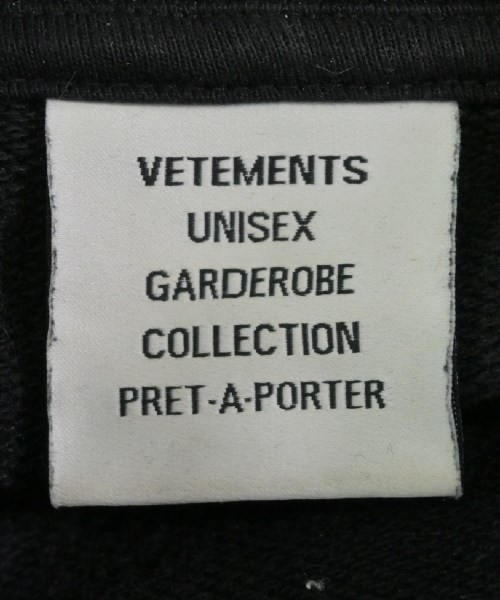 VETEMENTS
UNISEX
GARDEROBE
COLLECTION
PRET-A-PORTER